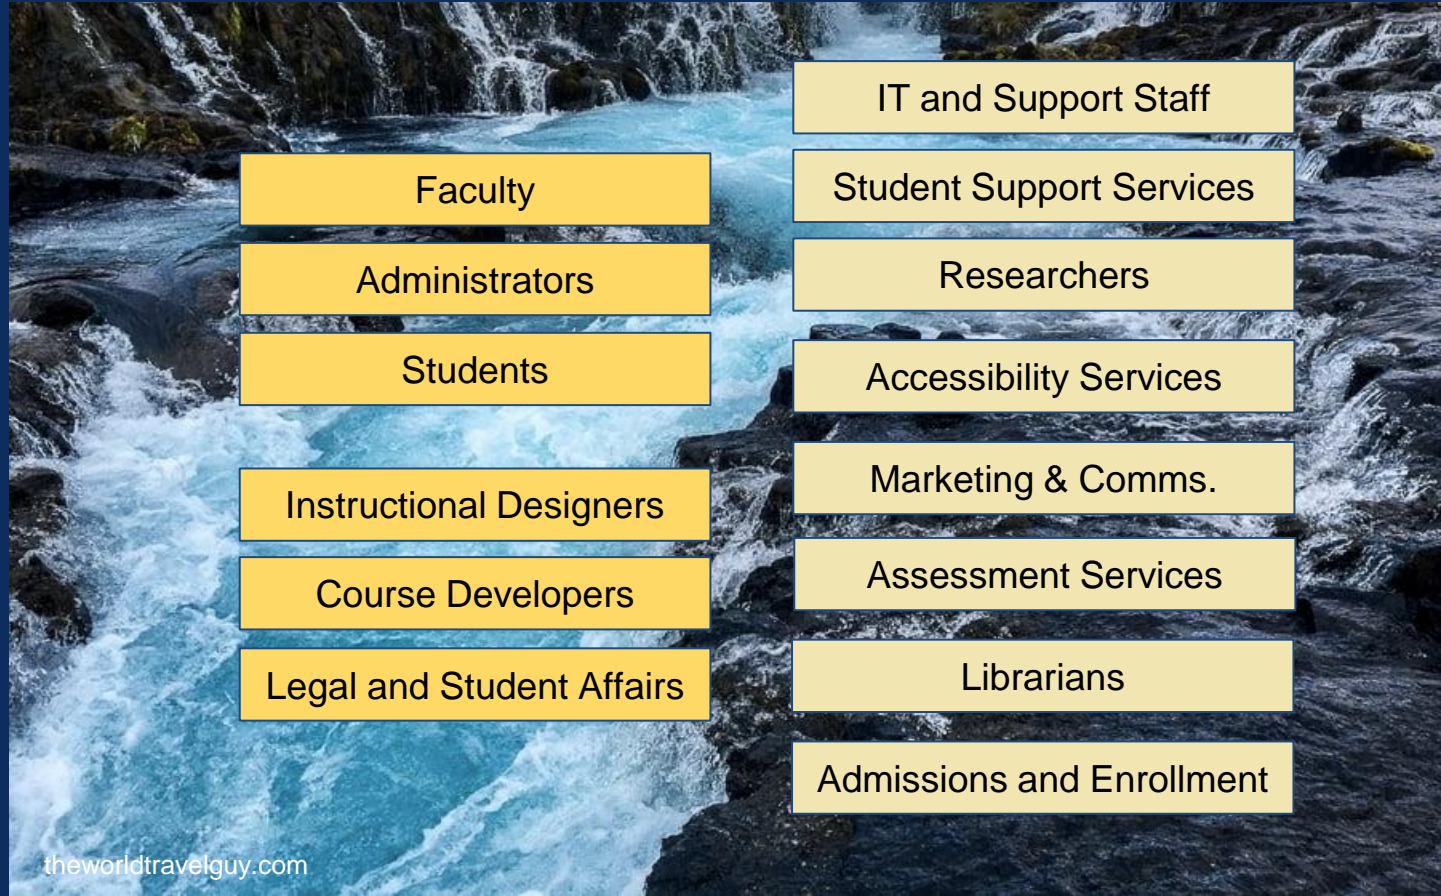 Faculty
Administrators
Students
Instructional Designers
Course Developers
Legal and Student Affairs
IT and Support Staff
Student Support Services
Researchers
Accessibility Services
Marketing & Comms.
Assessment Services
Librarians
Admissions and Enrollment
theworldtravelguy.com